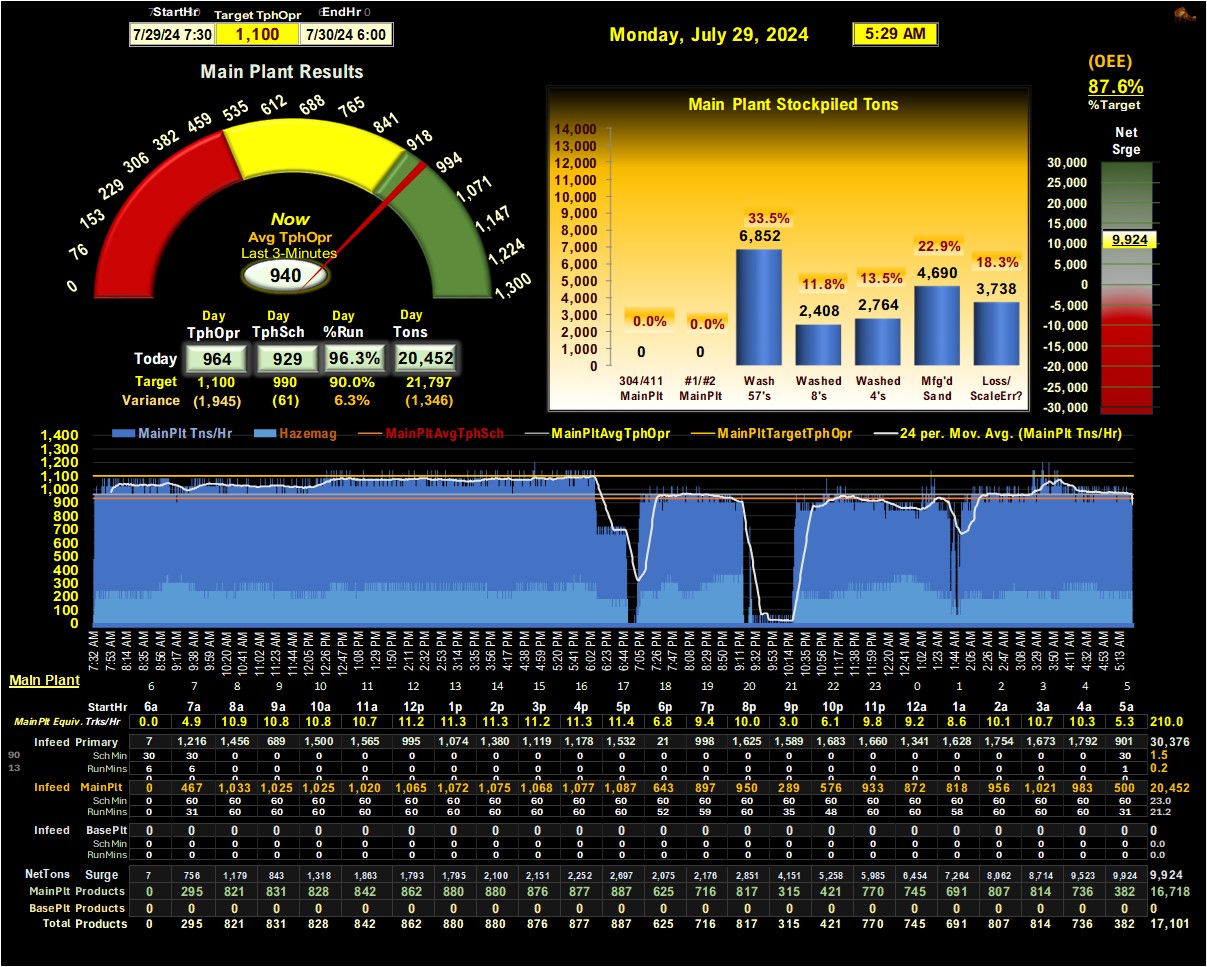 StartHr Target TphOpr EndHr
7/29/24 7:30 1,100 7/30/24 6:00
Monday, July 29, 2024 5:29 AM
(OEE)
87.6%
%Target
Main Plant Results
0 76 153 229 306 382 459 535 612 688 765 841 918 994 1,071 1,147 1,224 1,300
Now
Avg TphOpr
Last 3-Minutes
940
Day Day Day Day
TphOpr TphSch %Run Tons
Today 964 929 96.3% 20,452
Target 1,100 990 90.0% 21,797
Variance (1,945) (61) 6.3% (1,346)
Main Plant Stockpiled Tons
14,000
13,000
12,000
11,000
10,000
9,000
8,000
7,000
6,000
5,000
4,000
3,000
2,000
1,000
0
0.0% 0.0% 33.5% 11.8% 13.5% 22.9% 18.3%
0 0 6,852 2,408 2,764 4,690 3,738
304/411 #1/#2 Wash Washed Washed Mfg'd Loss/
MainPlt MainPlt 57's 8's 4's Sand ScaleErr?
Net
Srge
30,000
25,000
20,000
15,000
10,000
5,000
0
-5,000
-10,000
-15,000
-20,000
-25,000
-30,000
9,924
MainPlt Tns/Hr Hazemag MainPltAvgTphSch MainPltAvgTphOpr MainPltTargetTphOpr 24 per. Mov. Avg. (MainPlt Tns/Hr)
1,400
1,300
1,200
1,100
1,000
900
800
700
600
500
400
300
200
100
0
7:32 AM 7:53 AM 8:14 AM 8:35 AM 8:56 AM 9:17 AM 9:38 AM 9:59 AM 10:20 AM 10:41 AM 11:02 AM 11:23 AM 11:44 AM 12:05 PM 12:26 PM 12:47 PM 1:08 PM 1:29 PM 1:50 PM 2:11 PM 2:32 PM 2:53 PM 3:14 PM 3:35 PM 3:56 PM 4:17 PM 4:38 PM 4:59 PM 5:20 PM 5:41 PM 6:02 PM 6:23 PM 6:44 PM 7:05 PM 7:26 PM 7:47 PM 8:08 PM 8:29 PM 8:50 PM 9:11 PM 9:32 PM 9:53 PM 10:14 PM 10:35 PM 10:56 PM 11:17 PM 11:38 PM 11:59 PM 12:20 AM 12:41 AM 1:02 AM 1:23 AM 1:44 AM 2:05 AM 2:26 AM 2:47 AM 3:08 AM 3:29 AM 3:50 AM 4:11 AM 4:32 AM 4:53 AM 5:13 AM
Main Plant 6 7 8 9 10 11 12 13 14 15 16 17 18 19 20 21 22 23 0 1 2 3 4 5
StartHr 6a 7a 8a 9a 10a 11a 12p 1p 2p 3p 4p 5p 6p 7p 8p 9p 10p 11p 12a 1a 2a 3a 4a 5a
MainPlt Equiv. Trks/Hr 0.0 4.9 10.9 10.8 10.8 10.7 11.2 11.3 11.3 11.2 11.3 11.4 6.8 9.4 10.0 3.0 6.1 9.8 9.2 8.6 10.1 10.7 10.3 5.3 210.0
Infeed Primary 7 1,216 1,456 689 1,500 1,565 995 1,074 1,380 1,119 1,178 1,532 21 998 1,625 1,589 1,683 1,660 1,341 1,628 1,754 1,673 1,792 901 30,376
90 SchMin 30 30 0 0 0 0 0 0 0 0 0 0 0 0 0 0 0 0 0 0 0 0 0 30 1.5
13 RunMins 6 6 0 0 0 0 0 0 0 0 0 0 0 0 0 0 0 0 0 0 0 0 0 1 0.2
Infeed MainPlt 0 467 1,033 1,025 1,025 1,020 1,065 1,072 1,075 1,068 1,077 1,087 643 897 950 289 576 933 872 818 956 1,021 983 500 20,452
SchMin 0 60 60 60 60 60 60 60 60 60 60 60 60 60 60 60 60 60 60 60 60 60 60 60 23.0
RunMins 0 31 60 60 60 60 60 60 60 60 60 60 52 59 60 35 48 60 60 58 60 60 60 31 21.2
Infeed BasePlt 0 0 0 0 0 0 0 0 0 0 0 0 0 0 0 0 0 0 0 0 0 0 0 0 0
SchMin 0 0 0 0 0 0 0 0 0 0 0 0 0 0 0 0 0 0 0 0 0 0 0 0 0.0
RunMins 0 0 0 0 0 0 0 0 0 0 0 0 0 0 0 0 0 0 0 0 0 0 0 0 0.0
NetTons Surge 7 756 1,179 843 1,318 1,863 1,793 1,795 2,100 2,151 2,252 2,697 2,075 2,176 2,851 4,151 5,258 5,985 6,454 7,264 8,062 8,714 9,523 9,924 9,924
MainPlt Products 0 295 821 831 828 842 862 880 880 876 877 887 625 716 817 315 421 770 745 691 807 814 736 382 16,718
BasePlt Products 0 0 0 0 0 0 0 0 0 0 0 0 0 0 0 0 0 0 0 0 0 0 0 0 0
Total Products 0 295 821 831 828 842 862 880 880 876 877 887 625 716 817 315 421 770 745 691 807 814 736 382 17,101